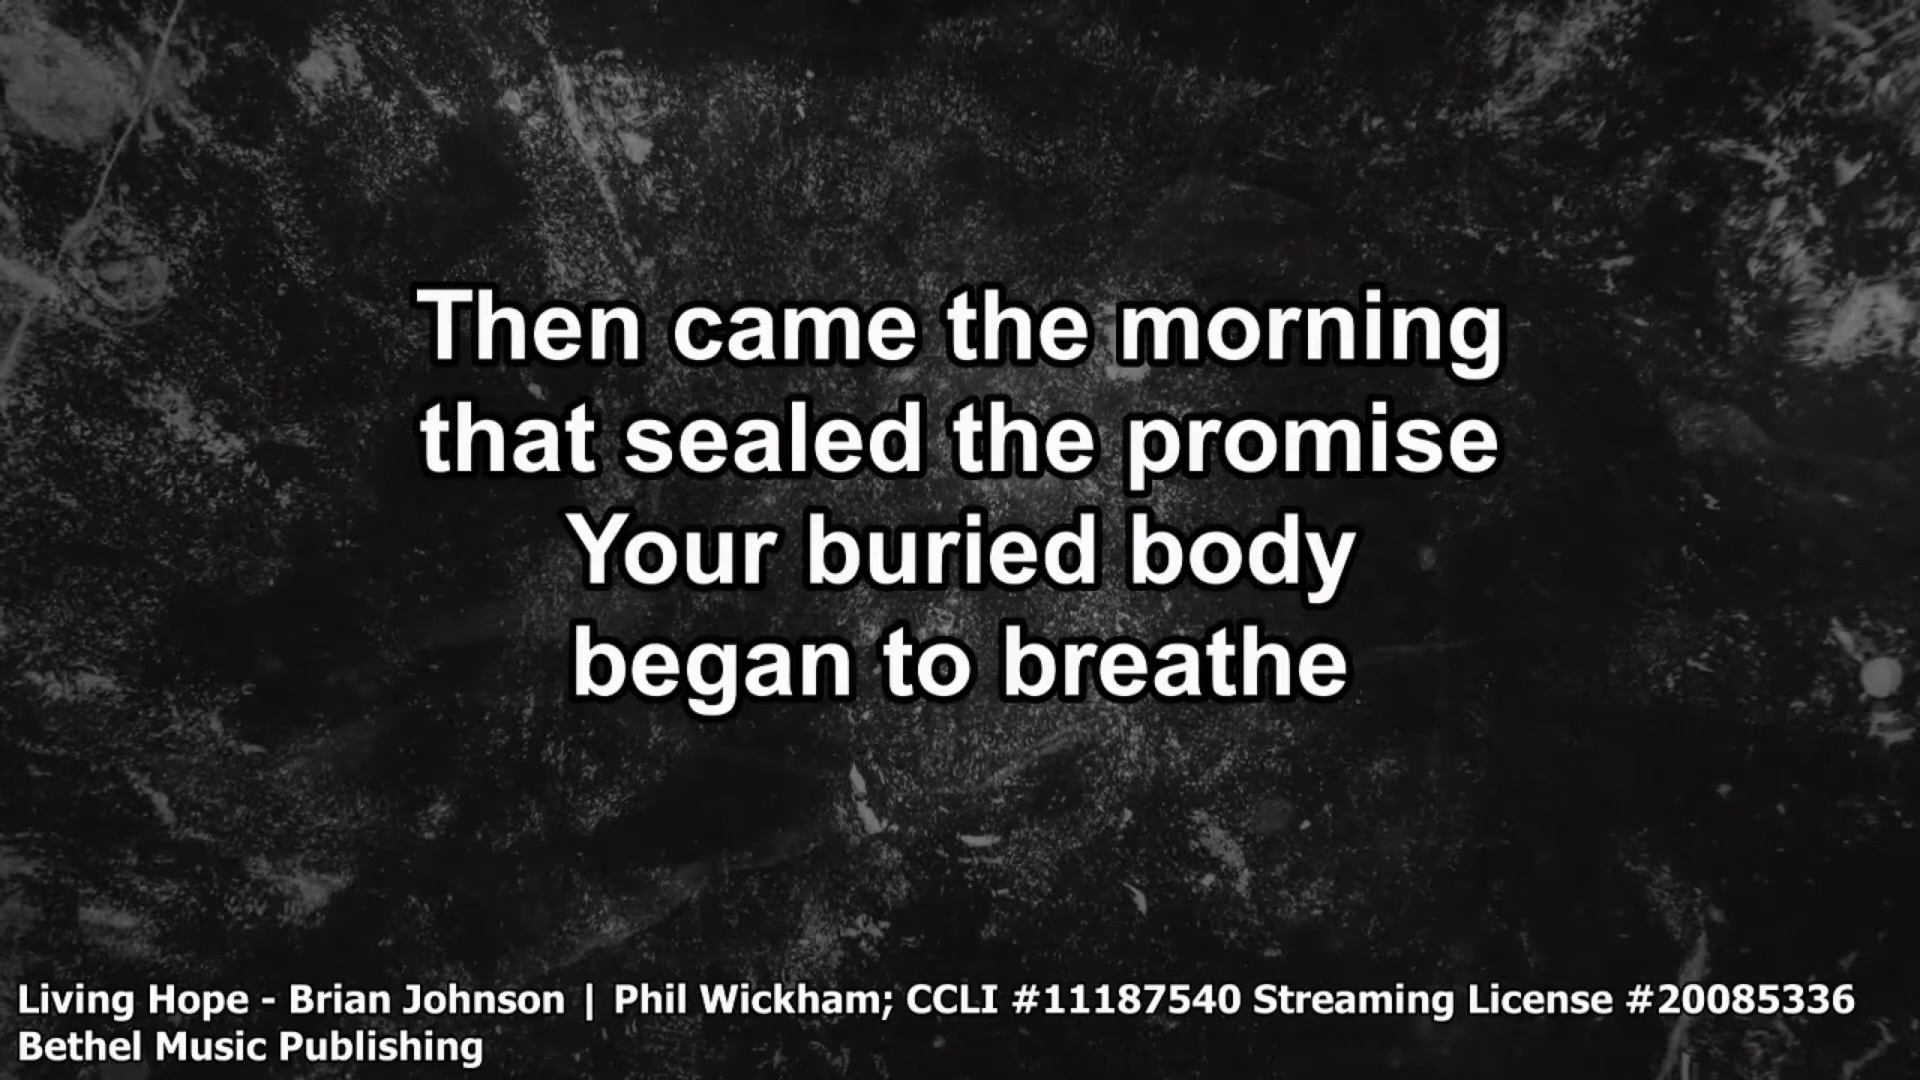 Then came the morning
that sealed the promise
Your buried body
began to breathe
Living Hope - Brian Johnson | Phil Wickham; CCLI #11187540 Streaming License #20085336
Bethel Music Publishing